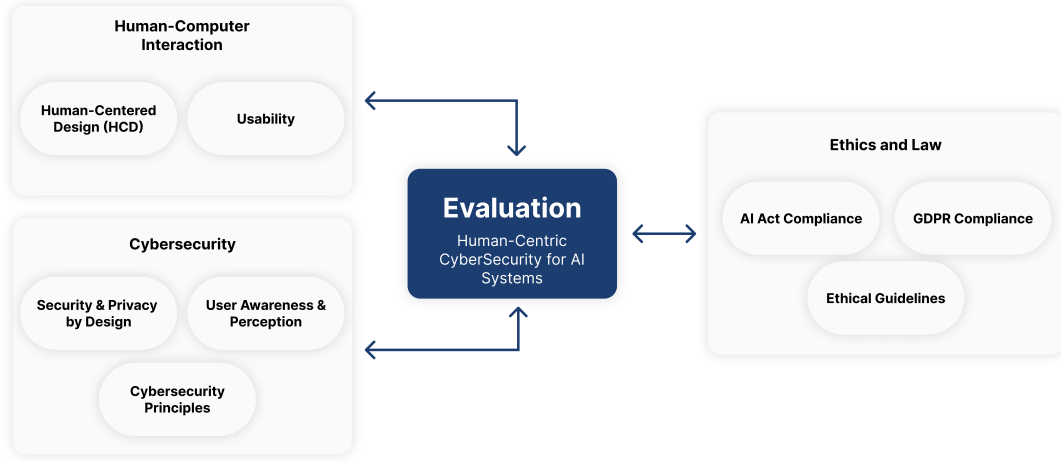 Human-Computer
Interaction
Human-Centered
Design (HCD)
Usability
Cybersecurity
Security & Privacy
by Design
User Awareness &
Perception
Cybersecurity
Principles
Evaluation
Human-Centric
CyberSecurity for AI
Systems
Ethics and Law
AI Act Compliance
GDPR Compliance
Ethical Guidelines